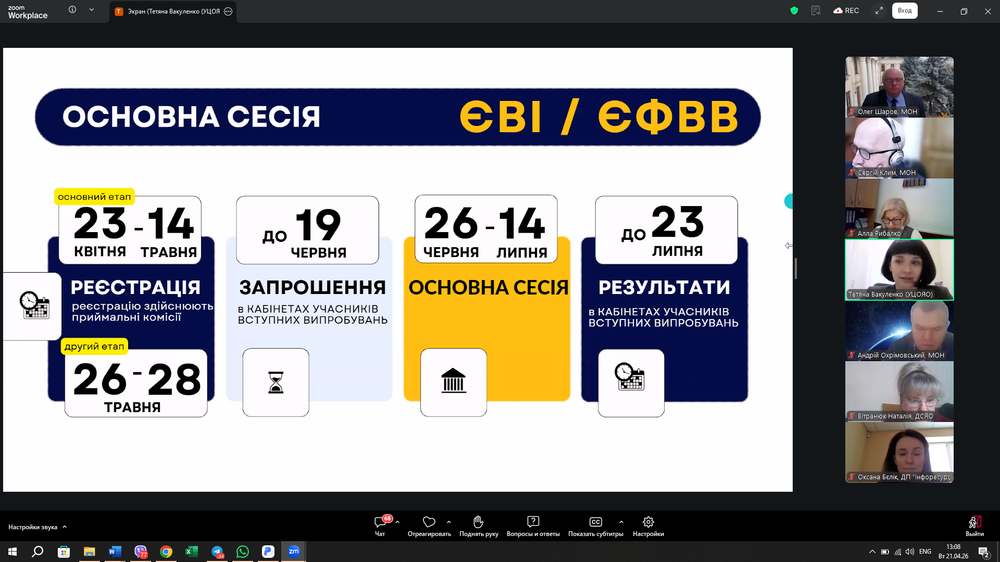 zoom
Workplace
T Экран (Тетяна Вакуленко (УЦОЯ
REC
Вход
ОСНОВНА СЕСІЯ
ЄВІ / ЄФВВ
основний етап
23 - 14
КВІТНЯ ТРАВНЯ
РЕЄСТРАЦІЯ
реєстрацію здійснюють
приймальні комісії
другий етап
26 - 28
ТРАВНЯ
до 19
ЧЕРВНЯ
ЗАПРОШЕННЯ
в КАБІНЕТАХ УЧАСНИКІВ
ВСТУПНИХ ВИПРОБУВАНЬ
26 - 14
ЧЕРВНЯ ЛИПНЯ
ОСНОВНА СЕСІЯ
до 23
ЛИПНЯ
РЕЗУЛЬТАТИ
в КАБІНЕТАХ УЧАСНИКІВ
ВСТУПНИХ ВИПРОБУВАНЬ
Олег Шаров, МОН
Сергій Клим, МОН
Алла Рибалко
Тетяна Вакуленко (УЦОЯО)
Андрій Охрімовський, МОН
Вітранюк Наталія, ДСЯО
Оксана Бєлік, ДП "Інфоресурс"
Настройки звука
68
Чат
Отреагировать
Поднять руку
Вопросы и ответы
CC
Показать субтитры
Настройки
Выйти
W
77
X
34
P
zm
ENG
13:08
Вт 21.04.26
2